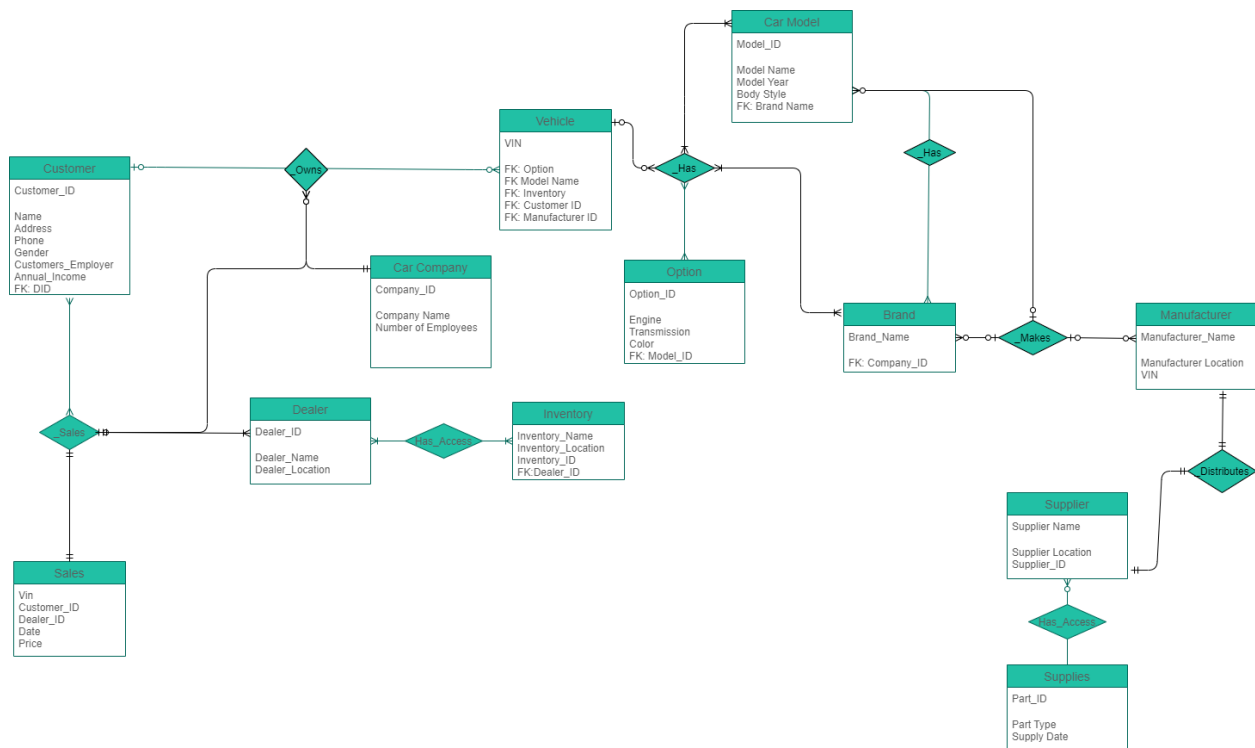 Car Model
Model_ID
Model Name
Model Year
Body Style
FK: Brand Name
Vehicle
VIN
FK: Option
FK Model Name
FK: Inventory
FK: Customer ID
FK: Manufacturer ID
Customer
Customer_ID
Name
Address
Phone
Gender
Customers_Employer
Annual_Income
FK: DID
_Owns
_Has
_Has
Car Company
Company_ID
Company Name
Number of Employees
Option
Option_ID
Engine
Transmission
Color
FK: Model_ID
Brand
Brand_Name
FK: Company_ID
_Makes
Manufacturer
Manufacturer_Name
Manufacturer Location
VIN
_Sales
Dealer
Dealer_ID
Dealer_Name
Dealer_Location
Has_Access
Inventory
Inventory_Name
Inventory_Location
Inventory_ID
FK:Dealer_ID
_Distributes
Supplier
Supplier Name
Supplier Location
Supplier_ID
Sales
Vin
Customer_ID
Dealer_ID
Date
Price
Has_Access
Supplies
Part_ID
Part Type
Supply Date